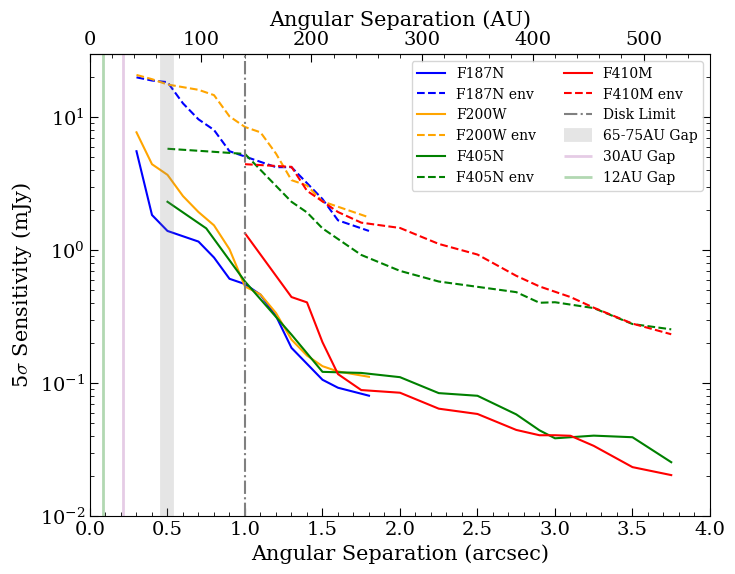 Angular Separation (AU)
0 100 200 300 400 500
F187N
F187N env
F200W
F200W env
F405N
F405N env
F410M
F410M env
Disk Limit
65-75AU Gap
30AU Gap
12AU Gap
5σ Sensitivity (mJy)
10¹
10⁰
10⁻¹
10⁻²
0.0 0.5 1.0 1.5 2.0 2.5 3.0 3.5 4.0
Angular Separation (arcsec)